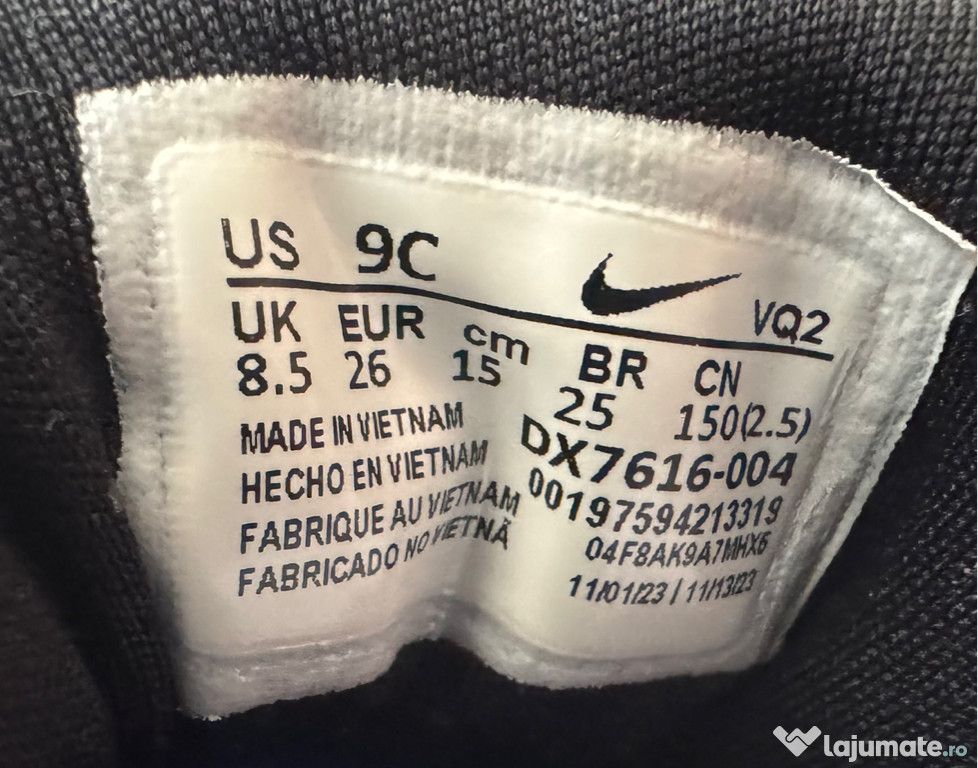 US 9C
VQ2
UK EUR cm BR CN
8.5 26 15 25 150(2.5)
MADE IN VIETNAM
HECHO EN VIETNAM
FABRIQUE AU VIETNAM
FABRICADO NO VIETNÃ
DX7616-004
00197594213319
04F8AK9A7MHX6
11/01/23 | 11/13/23
lajumate.ro